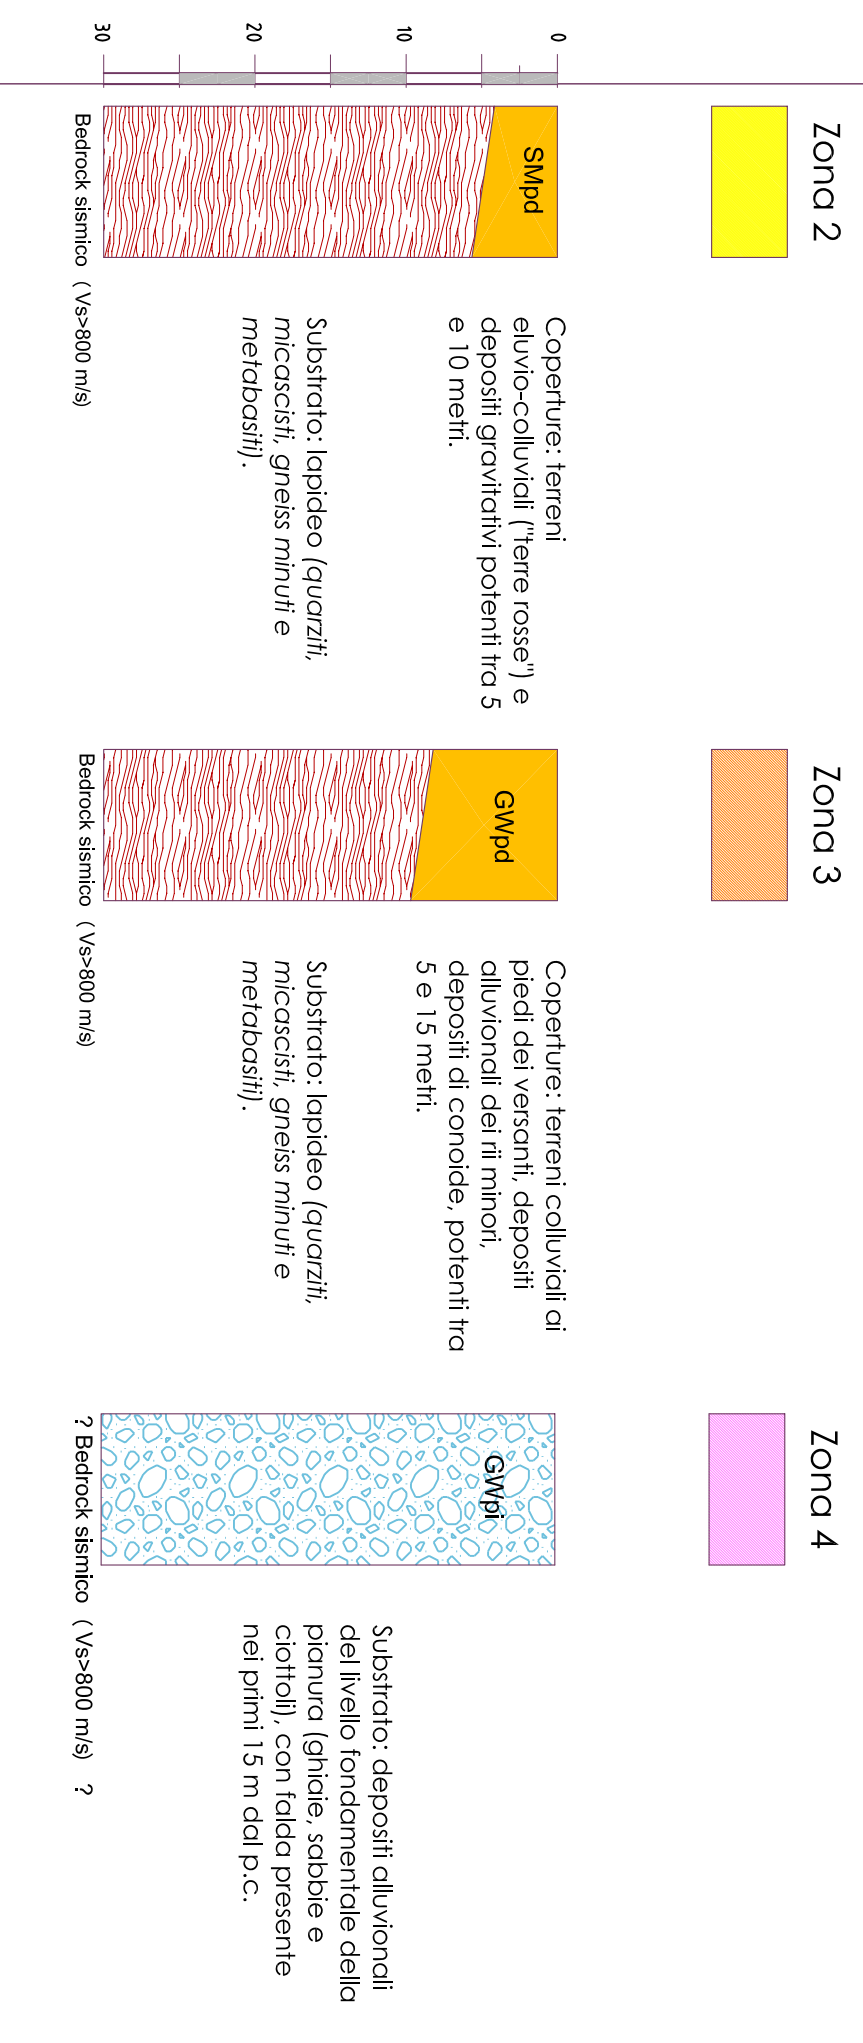 0
10
20
30
Zona 2
SMpd
Coperture: terreni
eluvio-colluviali ("terre rosse") e
depositi gravitativi potenti tra 5
e 10 metri.
Substrato: lapideo (quarziti,
micascisti, gneiss minuti e
metabasiti).
Bedrock sismico ( Vs>800 m/s)
Zona 3
GWpd
Coperture: terreni colluviali ai
piedi dei versanti, depositi
alluvionali dei rii minori,
depositi di conoide, potenti tra
5 e 15 metri.
Substrato: lapideo (quarziti,
micascisti, gneiss minuti e
metabasiti).
Bedrock sismico ( Vs>800 m/s)
Zona 4
GWpi
Substrato: depositi alluvionali
del livello fondamentale della
pianura (ghiaie, sabbie e
ciottoli), con falda presente
nei primi 15 m dal p.c.
? Bedrock sismico ( Vs>800 m/s) ?